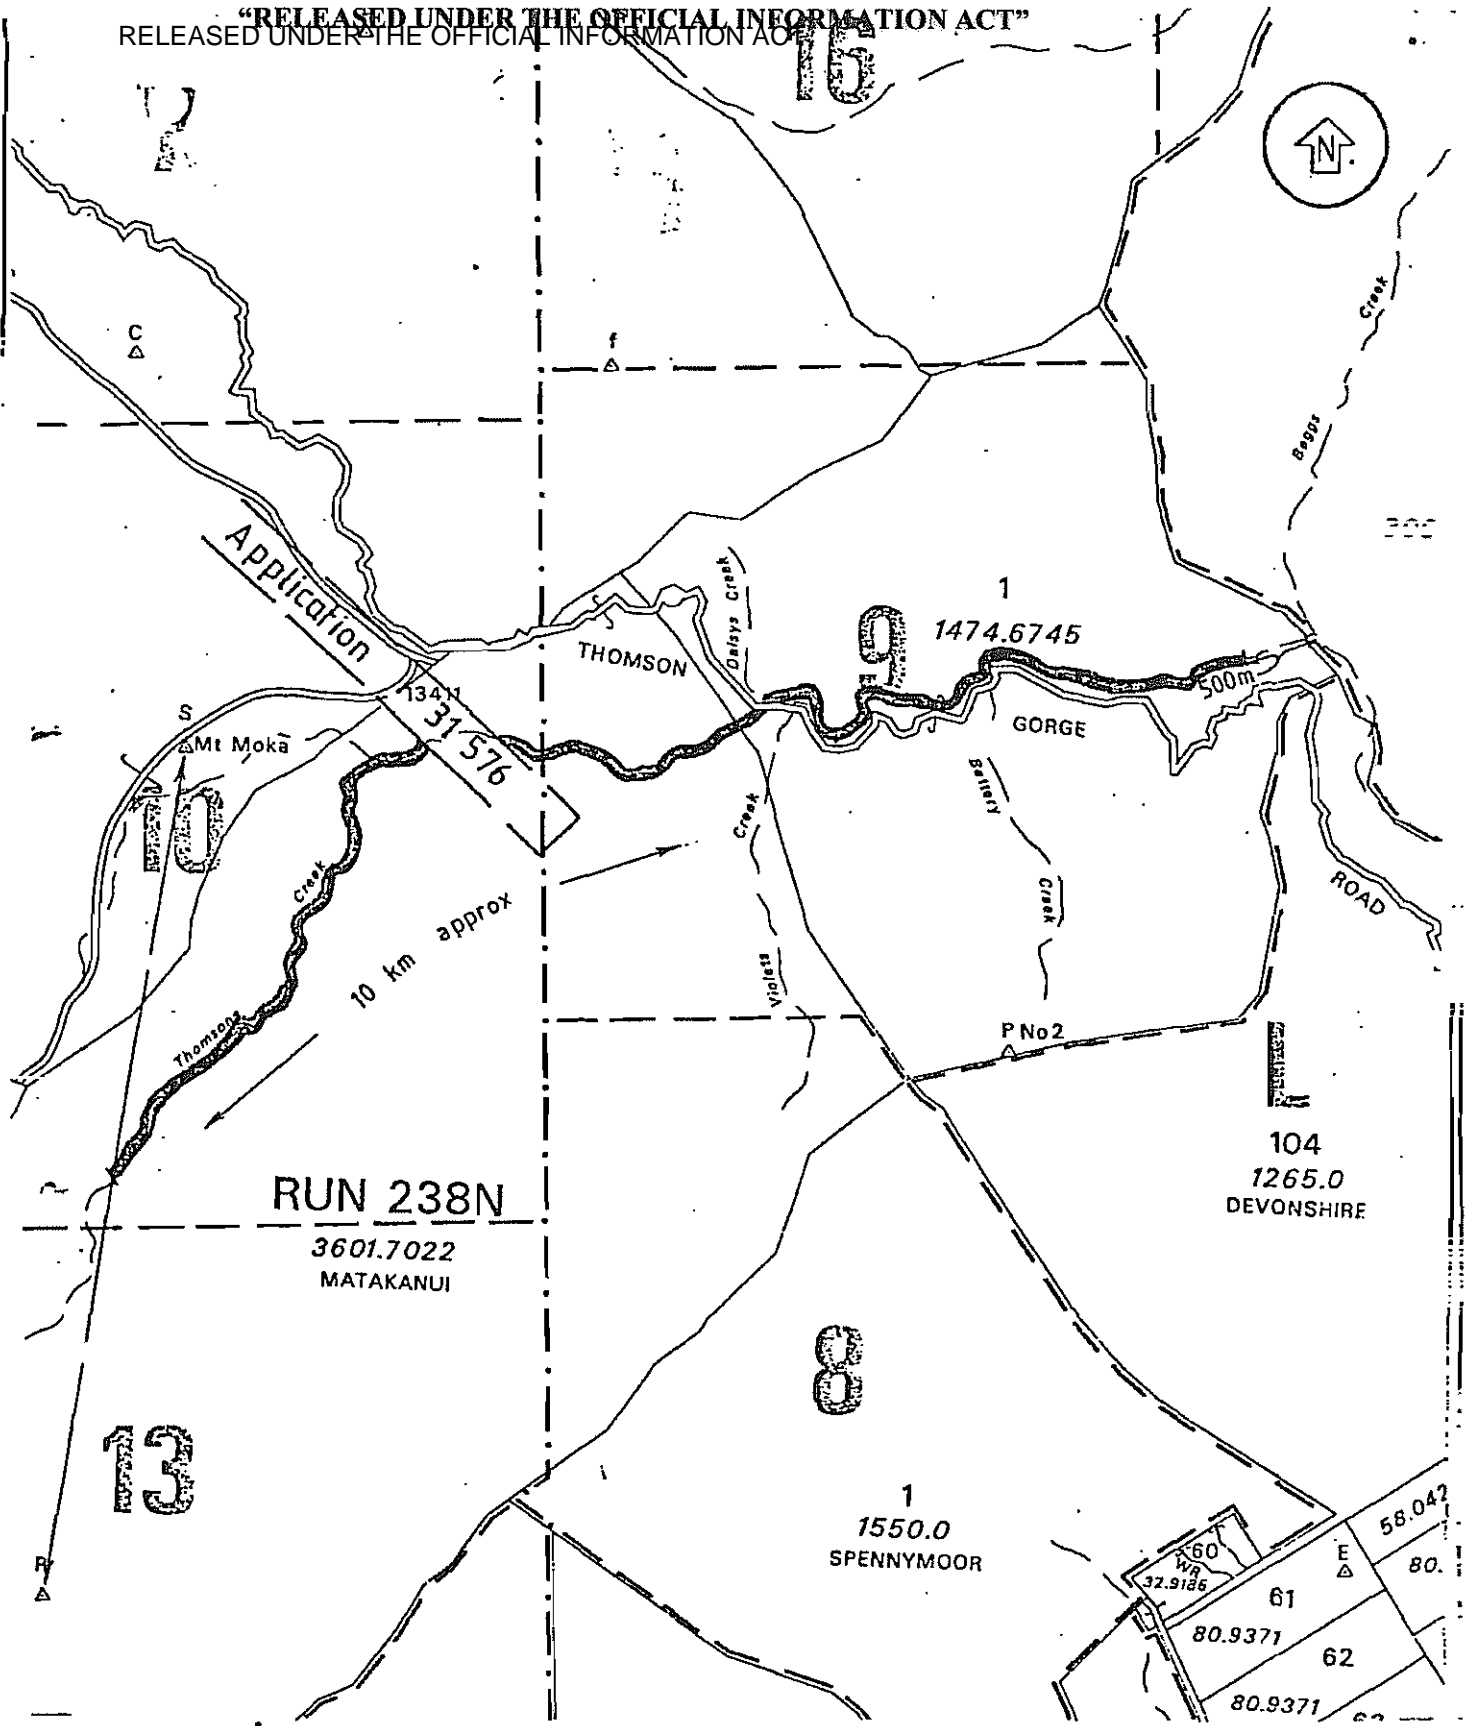 “RELEASED UNDER THE OFFICIAL INFORMATION ACT”
RELEASED UNDER THE OFFICIAL INFORMATION ACT
16
N
Creek
C
f
Beggs
Application
31 576
Daisys Creek
1
1474.6745
9
THOMSON
13411
500m
S
Mt Moka
GORGE
10
Battery
Creek
Creek
Creek
ROAD
10 km approx
Violets
Thomsons
P No2
L
104
1265.0
DEVONSHIRE
RUN 238N
3601.7022
MATAKANUI
8
13
1
1550.0
SPENNYMOOR
58.042
60
WR
32.9186
E
80.
61
80.9371
62
80.9371